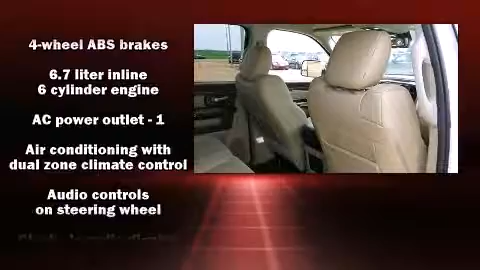 4-wheel ABS brakes
6.7 liter inline
6 cylinder engine
AC power outlet - 1
Air conditioning with
dual zone climate control
Audio controls
on steering wheel